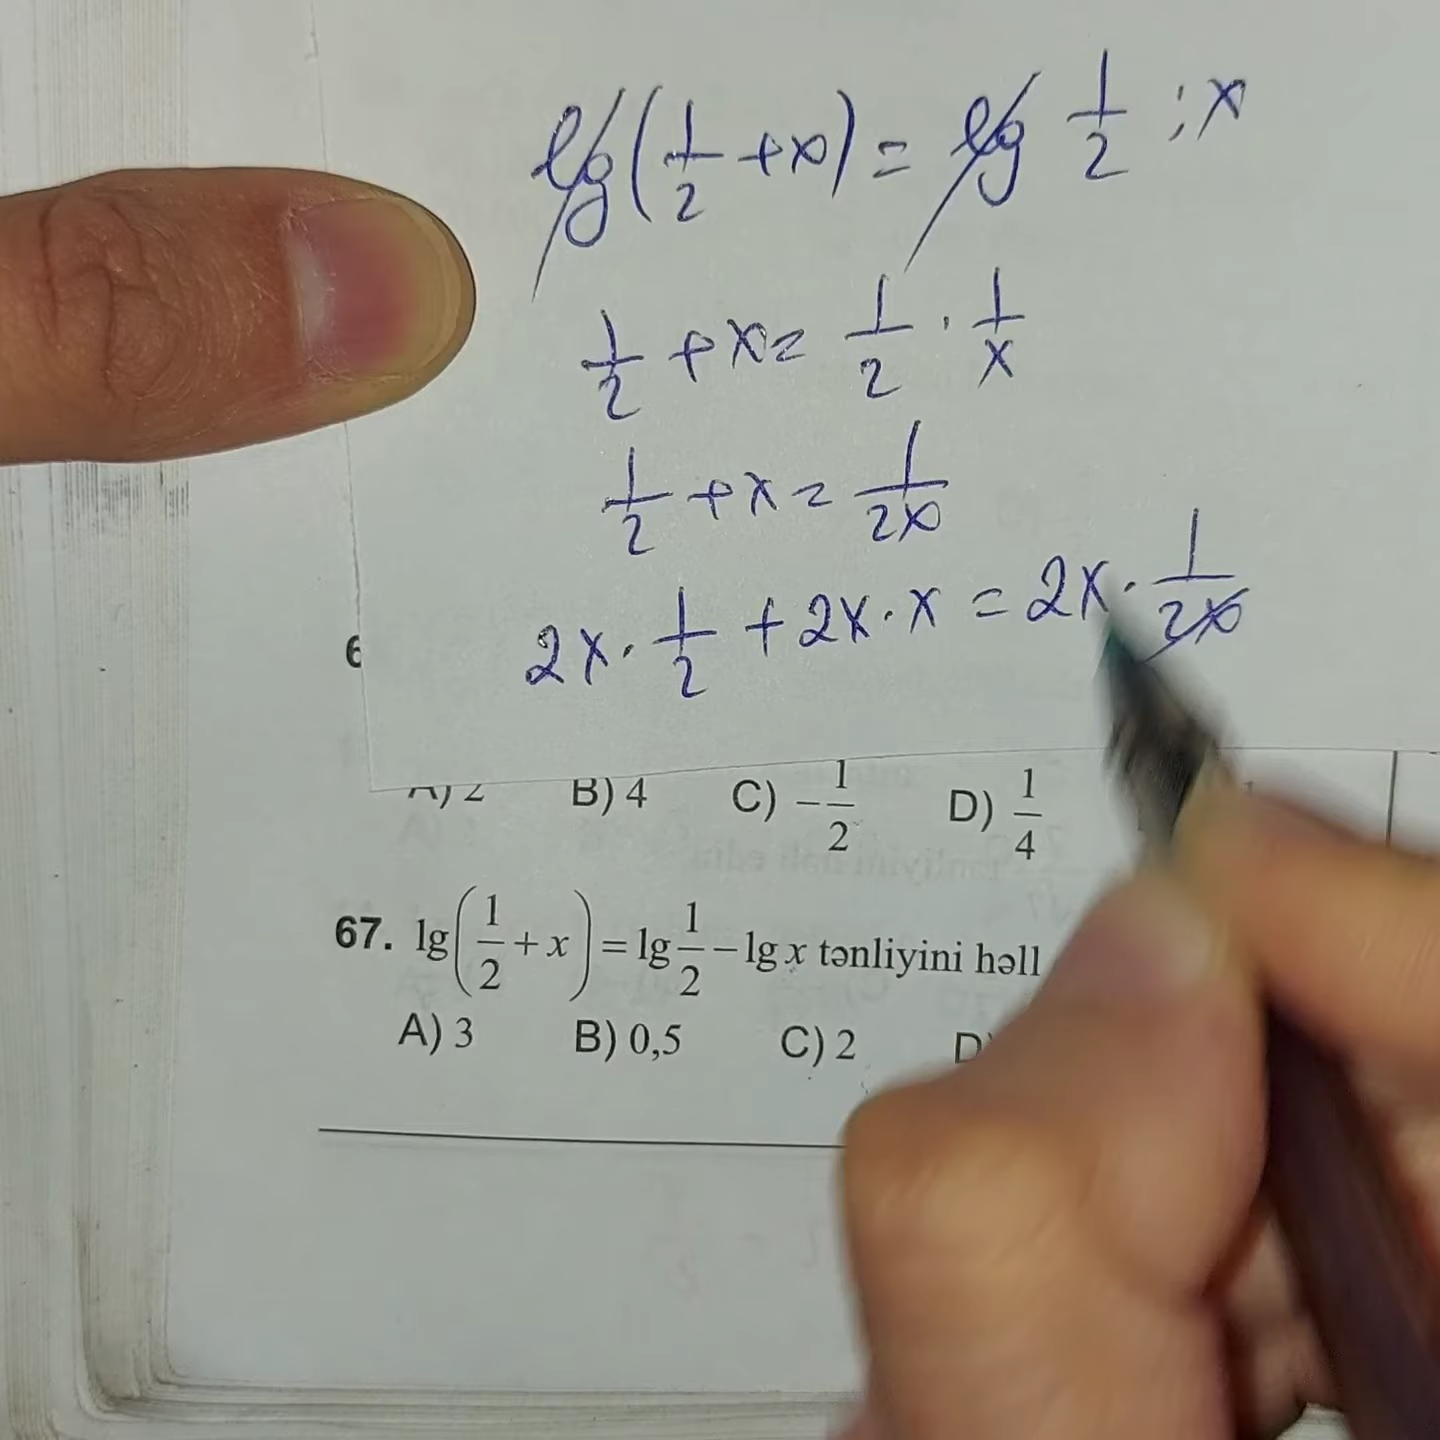 lg(1/2 + x) = lg 1/2 : x
1/2 + x = 1/2 · 1/x
1/2 + x = 1/2x
2x · 1/2 + 2x · x = 2x · 1/2x
6
A) 2 B) 4 C) -1/2 D) 1/4
67. lg(1/2 + x) = lg 1/2 - lg x tənliyini həll
A) 3 B) 0,5 C) 2 D)